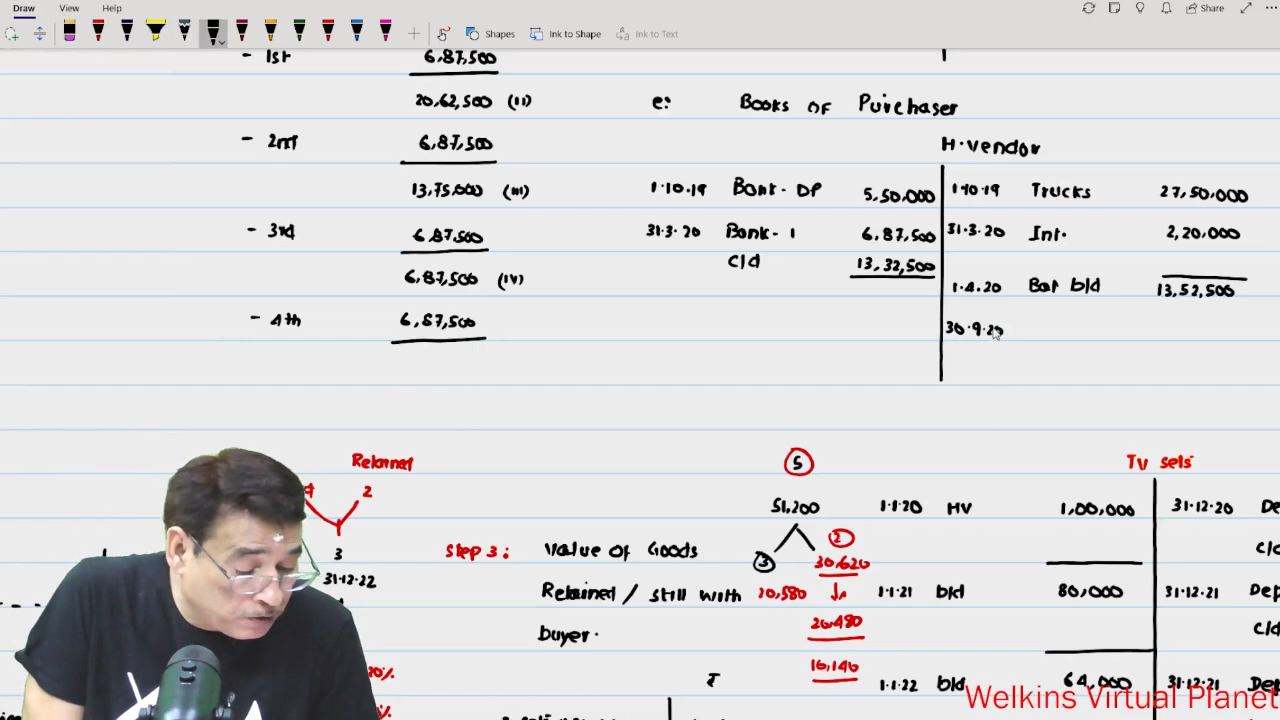 Draw View Help Share
Shapes Ink to Shape Ink to Text
- 1st 6,87,500
20,62,500 (II)
- 2nd 6,87,500
13,75,000 (III)
- 3rd 6,87,500
6,87,500 (IV)
- 4th 6,87,500
e: Books of Purchaser
H.vendor
1.10.19 Bank - DP 5,50,000 1.10.19 Trucks 27,50,000
31.3.20 Bank - 1 6,87,500 31.3.20 Int. 2,20,000
c/d 13,32,500
1.4.20 Bal b/d 13,52,500
30.9.20
Retained
2
3
31.12.22
Step 3: Value of Goods
Retained / still with
buyer.
5
51,200
3 2
30,620
20,480
16,146
TV sets
1.1.20 HV 1,00,000 31.12.20 De
c/d
1.1.21 bld 80,000 31.12.21 Dep
c/d
1.1.22 bld 64,000 31.12.21 Dep
Welkins Virtual Planet